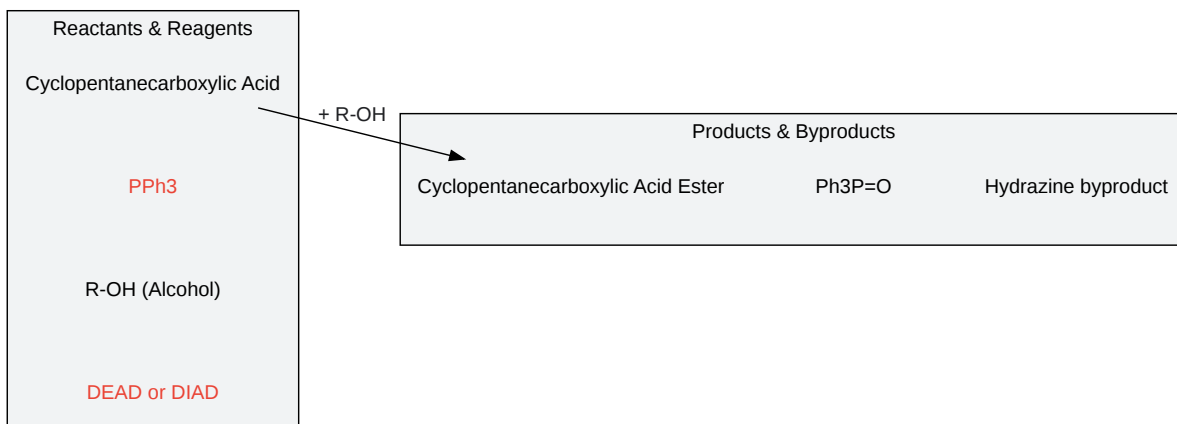 Reactants & Reagents
Cyclopentanecarboxylic Acid
PPh3
R-OH (Alcohol)
DEAD or DIAD
+ R-OH
Products & Byproducts
Cyclopentanecarboxylic Acid Ester
Ph3P=O
Hydrazine byproduct